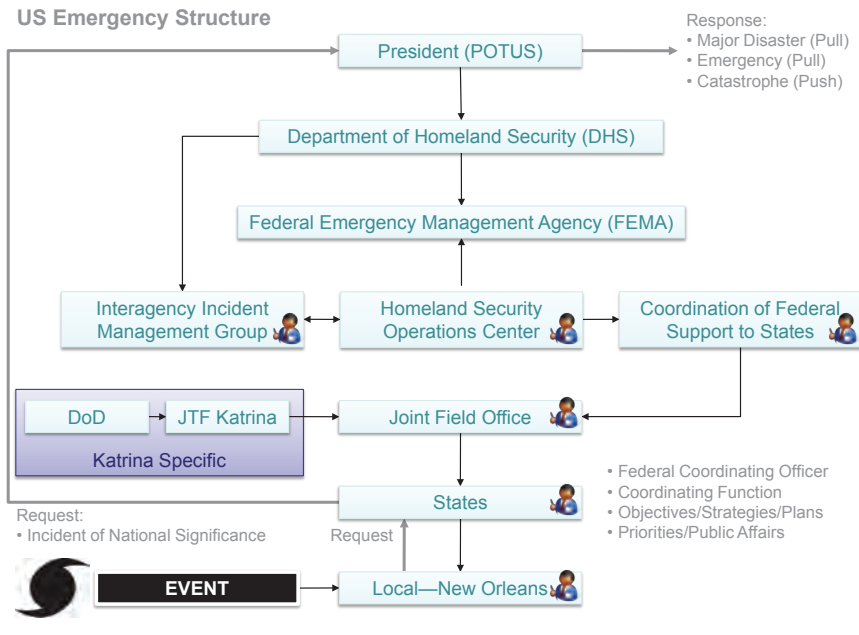 US Emergency Structure
Response:
• Major Disaster (Pull)
• Emergency (Pull)
• Catastrophe (Push)
President (POTUS)
Department of Homeland Security (DHS)
Federal Emergency Management Agency (FEMA)
Interagency Incident
Management Group
Homeland Security
Operations Center
Coordination of Federal
Support to States
DoD
JTF Katrina
Katrina Specific
Joint Field Office
• Federal Coordinating Officer
• Coordinating Function
• Objectives/Strategies/Plans
• Priorities/Public Affairs
States
Request:
• Incident of National Significance
Request
EVENT
Local—New Orleans